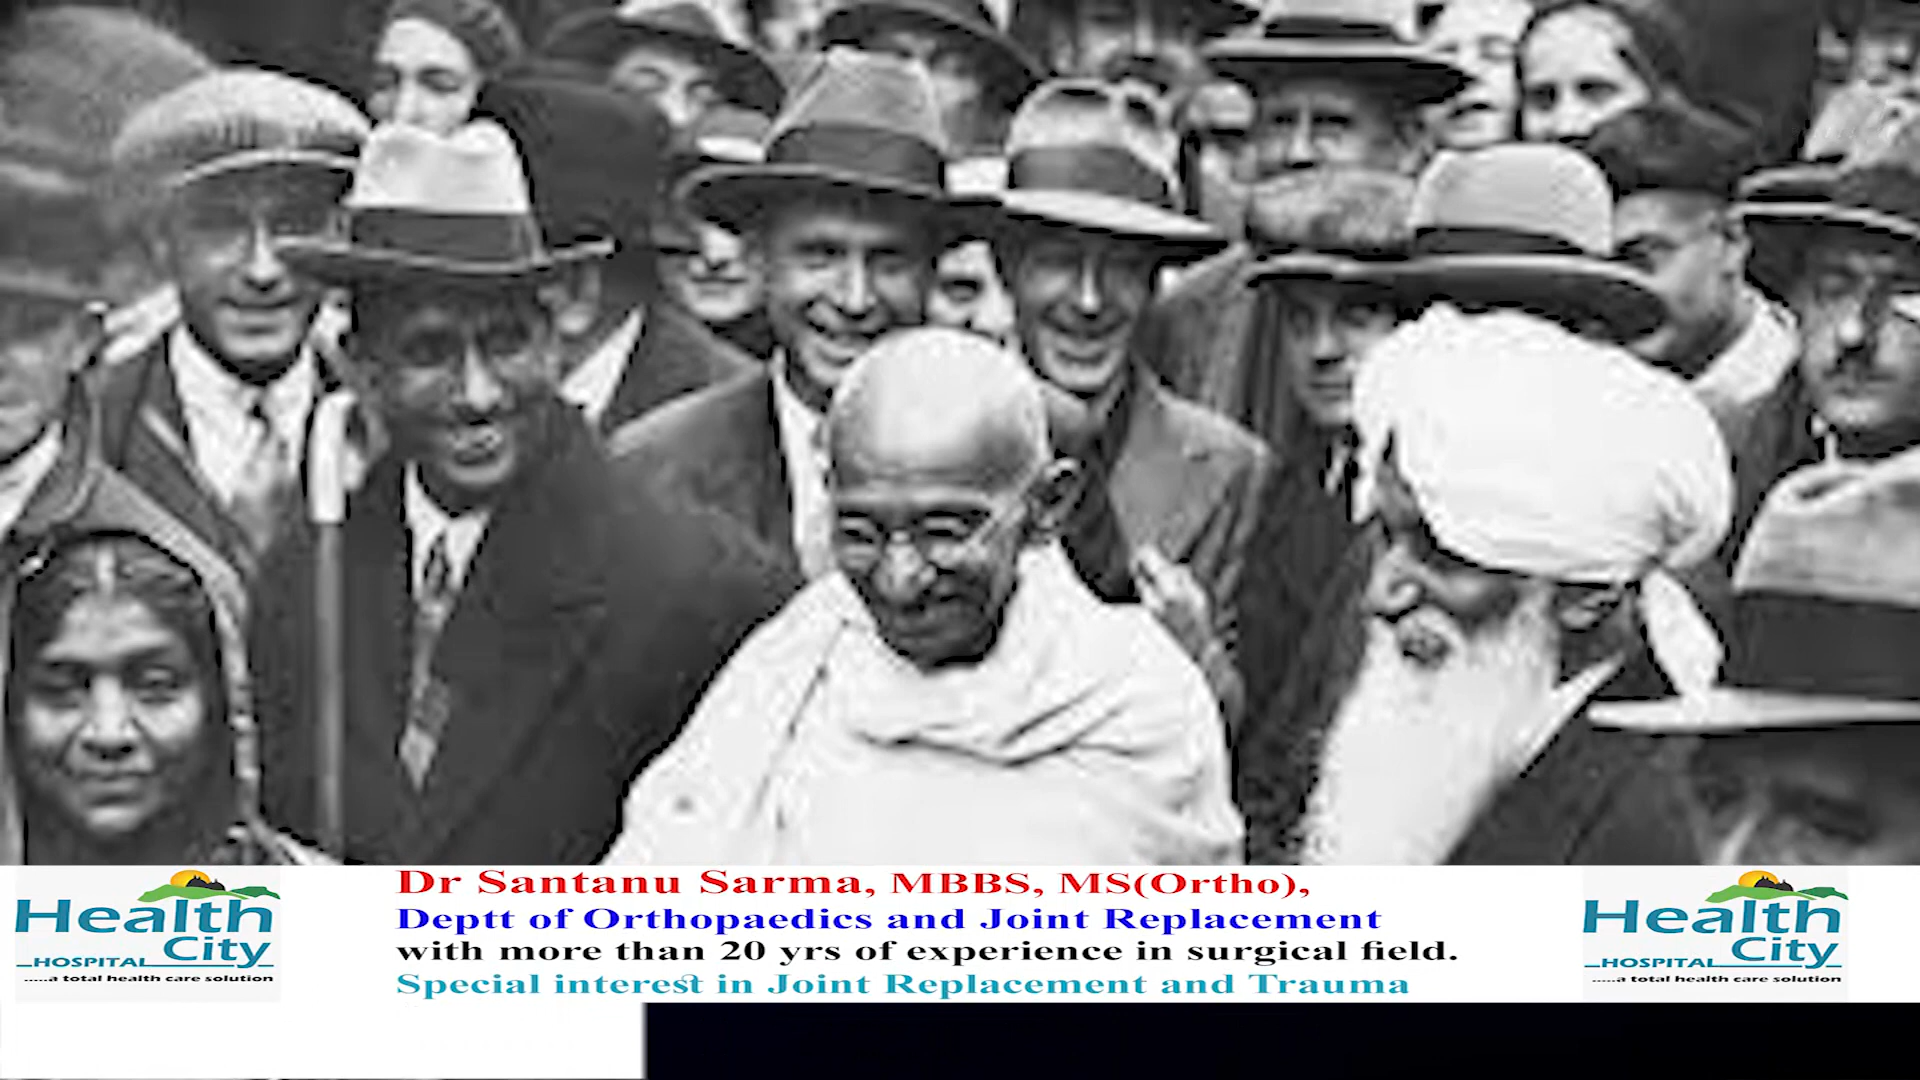 Health
City
HOSPITAL
.....a total health care solution
Dr Santanu Sarma, MBBS, MS(Ortho),
Deptt of Orthopaedics and Joint Replacement
with more than 20 yrs of experience in surgical field.
Special interest in Joint Replacement and Trauma
Health
City
HOSPITAL
.....a total health care solution